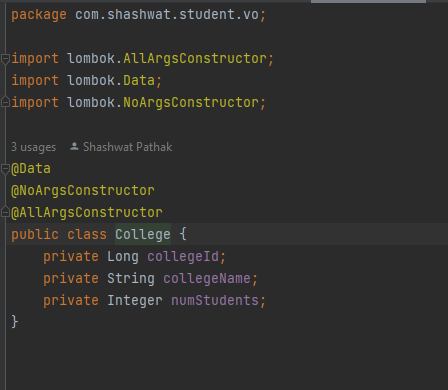 package com.shashwat.student.vo;
import lombok.AllArgsConstructor;
import lombok.Data;
import lombok.NoArgsConstructor;
3 usages Shashwat Pathak
@Data
@NoArgsConstructor
@AllArgsConstructor
public class College {
    private Long collegeId;
    private String collegeName;
    private Integer numStudents;
}